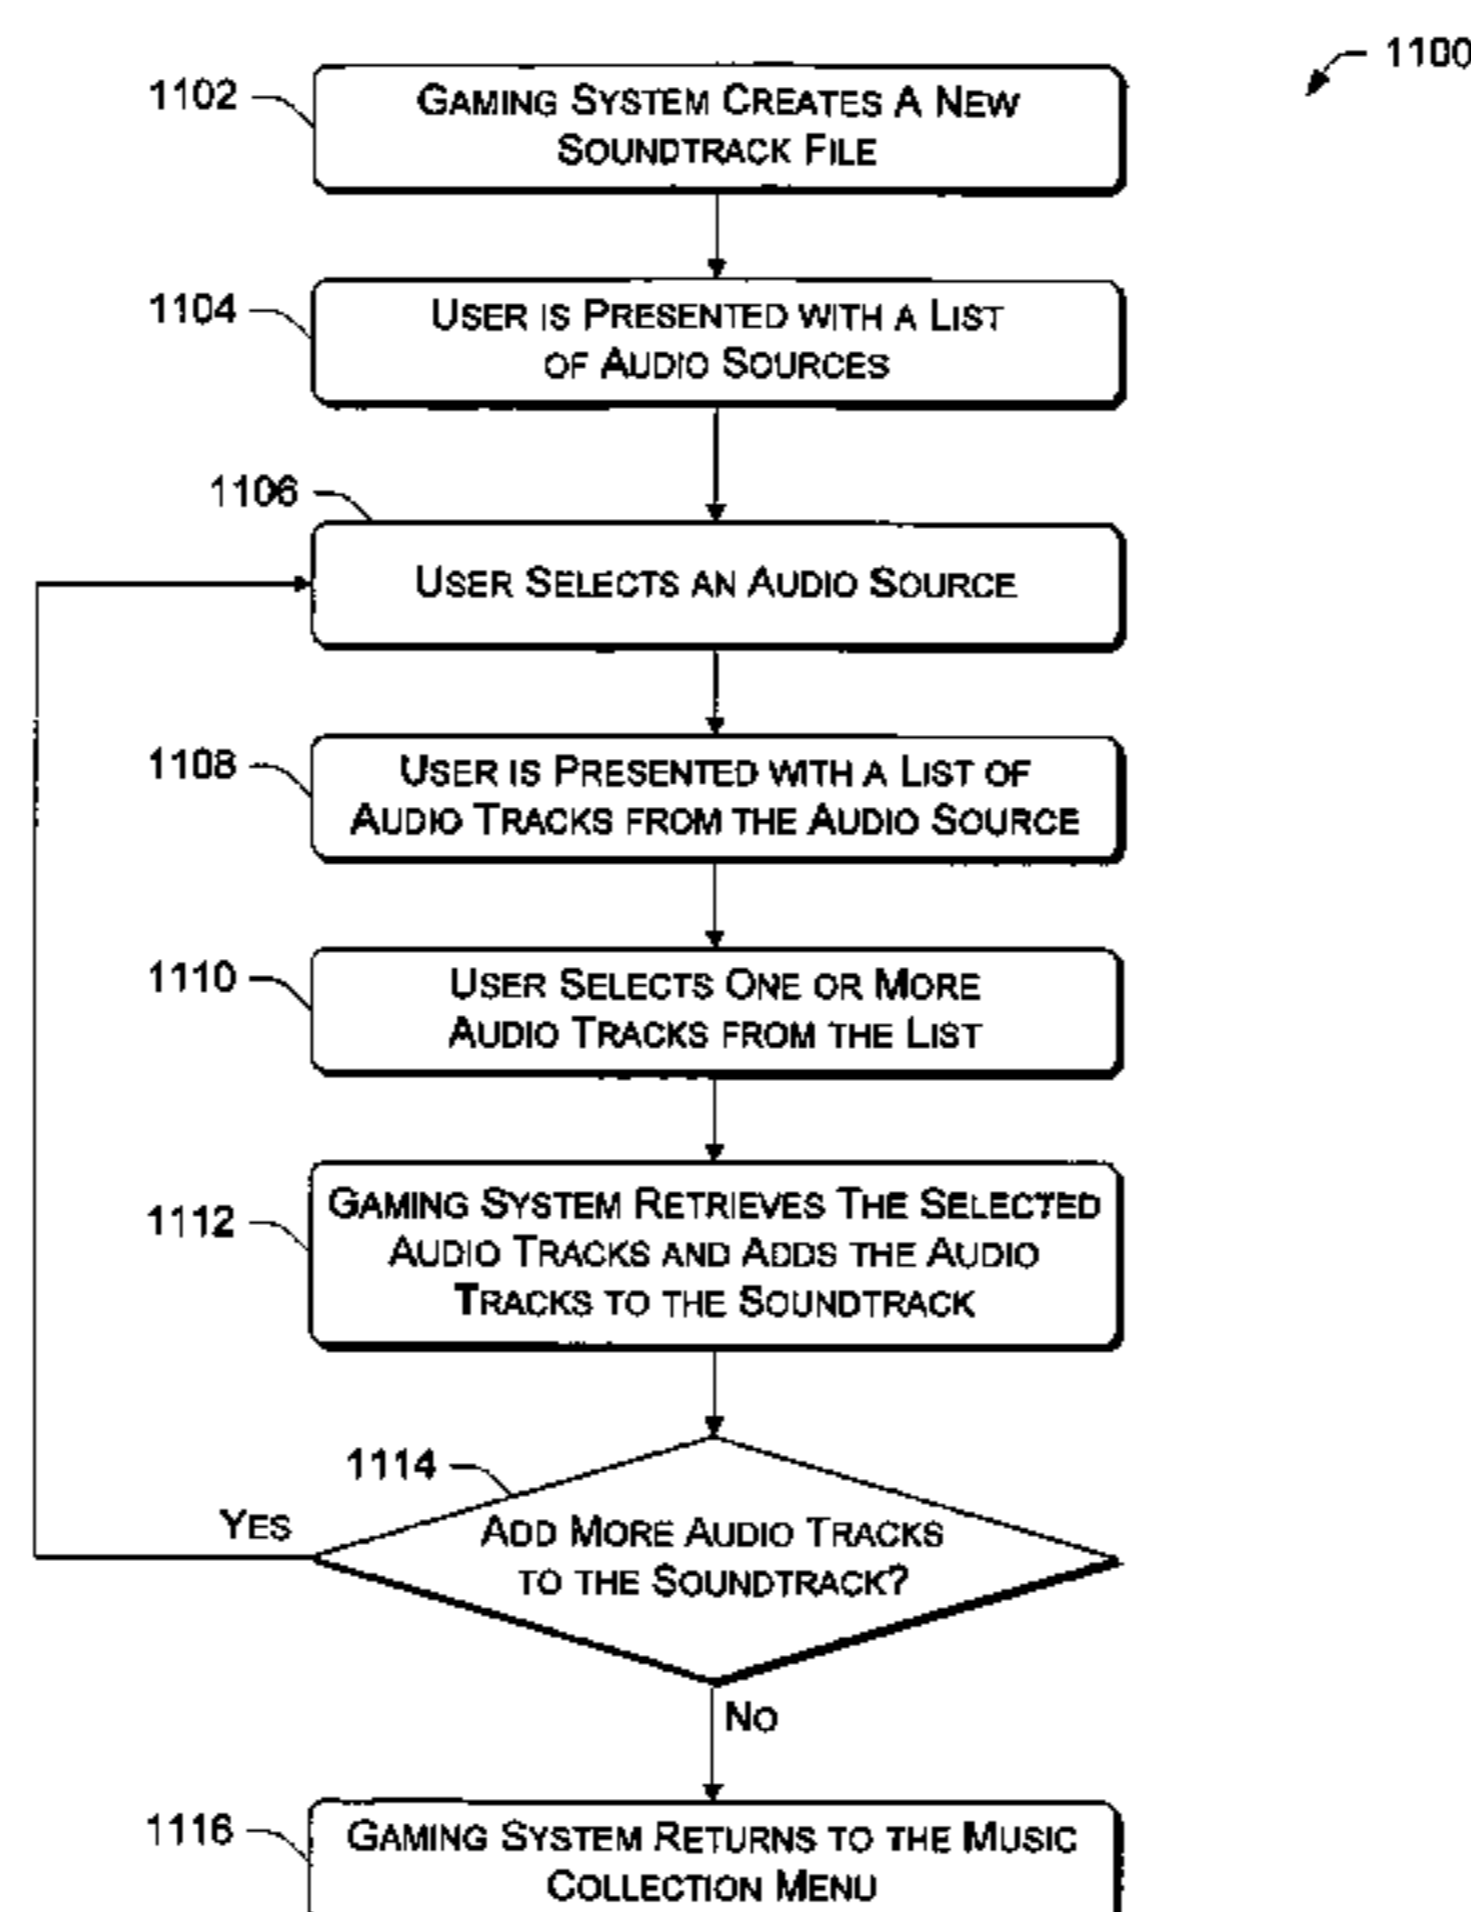 1100
1102
GAMING SYSTEM CREATES A NEW
SOUNDTRACK FILE
1104
USER IS PRESENTED WITH A LIST
OF AUDIO SOURCES
1106
USER SELECTS AN AUDIO SOURCE
1108
USER IS PRESENTED WITH A LIST OF
AUDIO TRACKS FROM THE AUDIO SOURCE
1110
USER SELECTS ONE OR MORE
AUDIO TRACKS FROM THE LIST
1112
GAMING SYSTEM RETRIEVES THE SELECTED
AUDIO TRACKS AND ADDS THE AUDIO
TRACKS TO THE SOUNDTRACK
1114
YES
ADD MORE AUDIO TRACKS
TO THE SOUNDTRACK?
NO
1116
GAMING SYSTEM RETURNS TO THE MUSIC
COLLECTION MENU